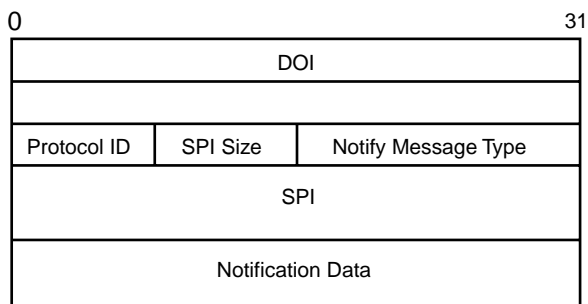 0 31
DOI
Protocol ID SPI Size Notify Message Type
SPI
Notification Data